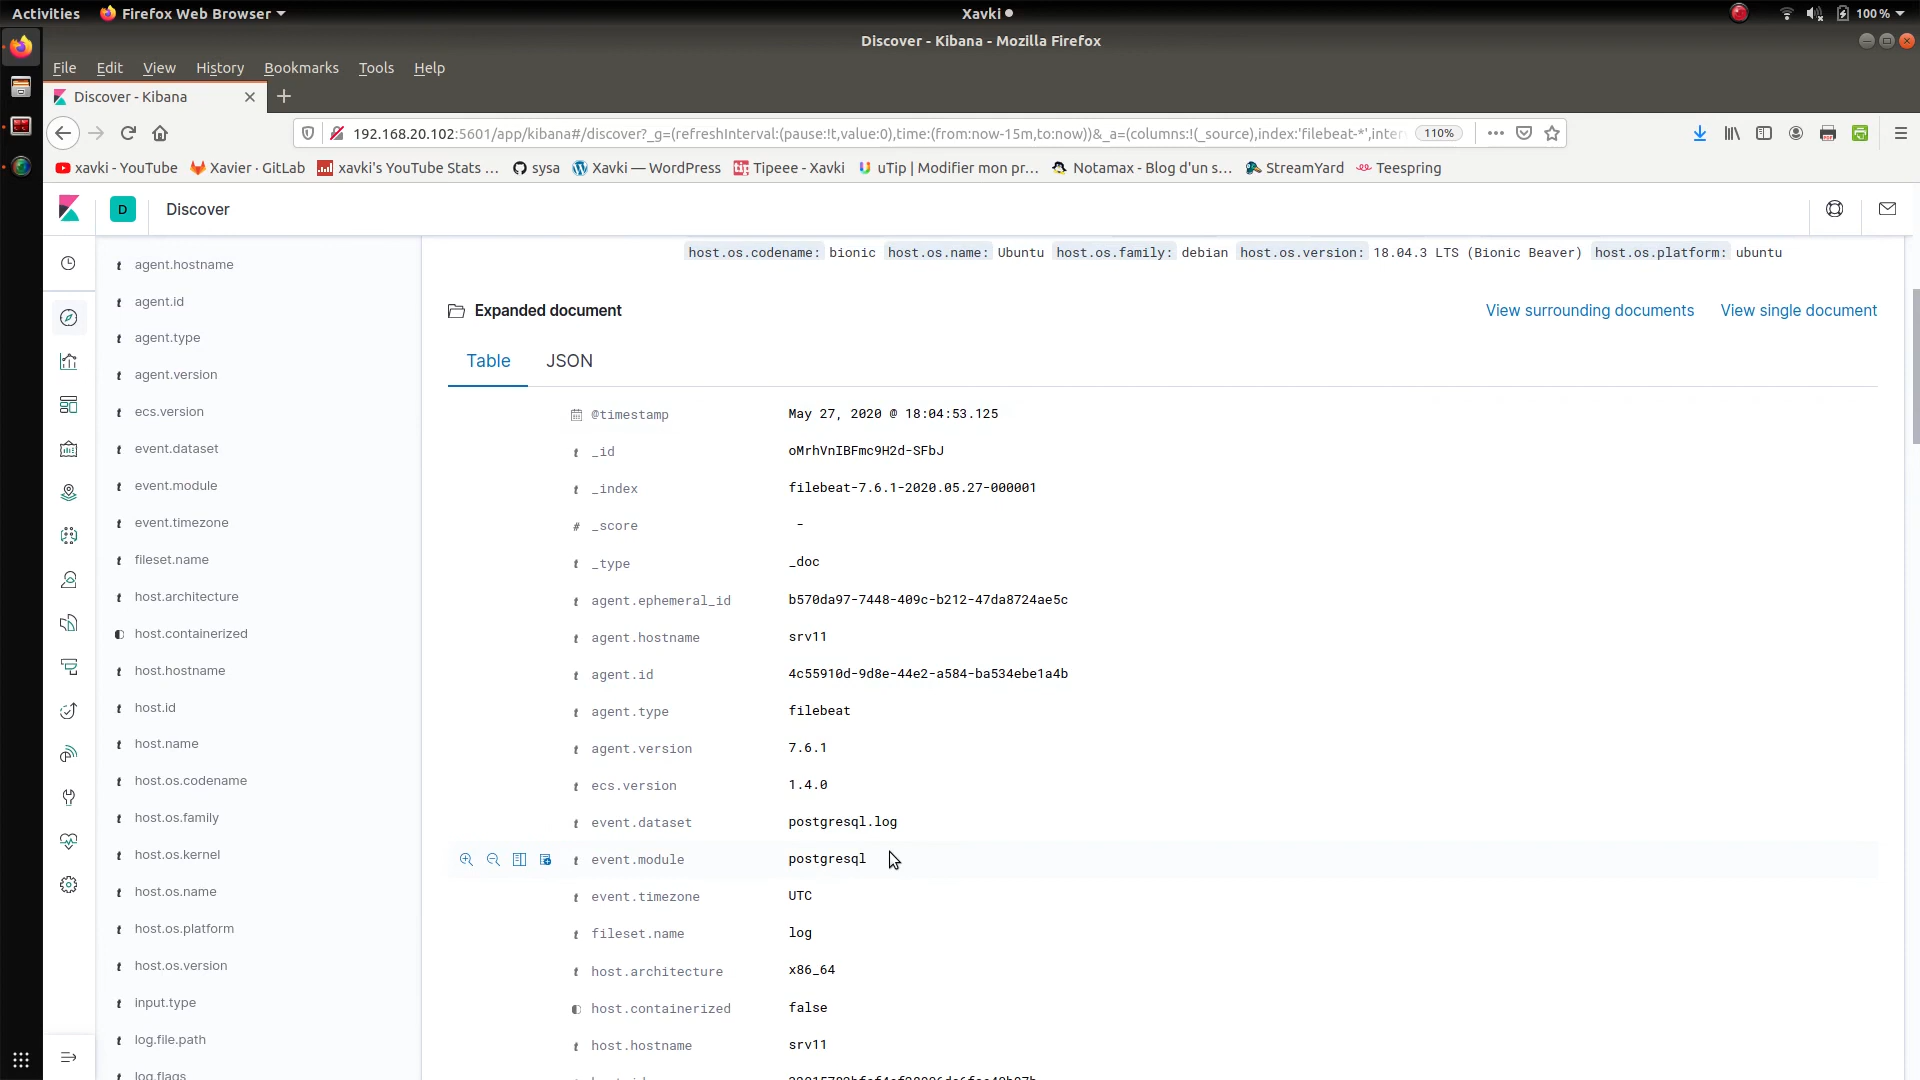 Activities Firefox Web Browser Xavki 100 %
Discover - Kibana - Mozilla Firefox
File Edit View History Bookmarks Tools Help
Discover - Kibana
192.168.20.102:5601/app/kibana#/discover?_g=(refreshInterval:(pause:!t,value:0),time:(from:now-15m,to:now))&_a=(columns:!(_source),index:'filebeat-*',inter 110%
xavki - YouTube Xavier · GitLab xavki's YouTube Stats ... sysa Xavki — WordPress Tipeee - Xavki uTip | Modifier mon pr... Notamax - Blog d'un s... StreamYard Teespring
D Discover
host.os.codename: bionic host.os.name: Ubuntu host.os.family: debian host.os.version: 18.04.3 LTS (Bionic Beaver) host.os.platform: ubuntu
t agent.hostname
t agent.id
t agent.type
t agent.version
t ecs.version
t event.dataset
t event.module
t event.timezone
t fileset.name
t host.architecture
host.containerized
t host.hostname
t host.id
t host.name
t host.os.codename
t host.os.family
t host.os.kernel
t host.os.name
t host.os.platform
t host.os.version
t input.type
t log.file.path
t log.flags
Expanded document View surrounding documents View single document
Table JSON
@timestamp May 27, 2020 @ 18:04:53.125
t _id oMrhVnIBFmc9H2d-SFbJ
t _index filebeat-7.6.1-2020.05.27-000001
# _score -
t _type _doc
t agent.ephemeral_id b570da97-7448-409c-b212-47da8724ae5c
t agent.hostname srv11
t agent.id 4c55910d-9d8e-44e2-a584-ba534ebe1a4b
t agent.type filebeat
t agent.version 7.6.1
t ecs.version 1.4.0
t event.dataset postgresql.log
t event.module postgresql
t event.timezone UTC
t fileset.name log
t host.architecture x86_64
host.containerized false
t host.hostname srv11